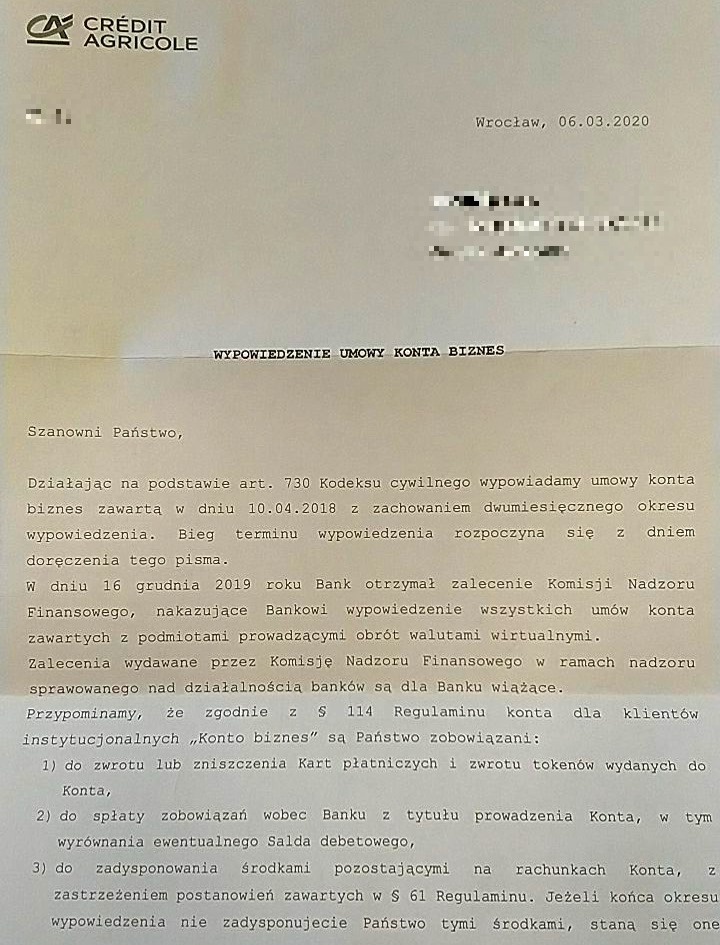 CRÉDIT
AGRICOLE
Wrocław, 06.03.2020
WYPOWIEDZENIE UMOWY KONTA BIZNES
Szanowni Państwo,
Działając na podstawie art. 730 Kodeksu cywilnego wypowiadamy umowy konta
biznes zawartą w dniu 10.04.2018 z zachowaniem dwumiesięcznego okresu
wypowiedzenia. Bieg terminu wypowiedzenia rozpoczyna się z dniem
doręczenia tego pisma.
W dniu 16 grudnia 2019 roku Bank otrzymał zalecenie Komisji Nadzoru
Finansowego, nakazujące Bankowi wypowiedzenie wszystkich umów konta
zawartych z podmiotami prowadzącymi obrót walutami wirtualnymi.
Zalecenia wydawane przez Komisję Nadzoru Finansowego w ramach nadzoru
sprawowanego nad działalnością banków są dla Banku wiążące.
Przypominamy, że zgodnie z § 114 Regulaminu konta dla klientów
instytucjonalnych „Konto biznes" są Państwo zobowiązani:
1) do zwrotu lub zniszczenia Kart płatniczych i zwrotu tokenów wydanych do
Konta,
2) do spłaty zobowiązań wobec Banku z tytułu prowadzenia Konta, w tym
wyrównania ewentualnego Salda debetowego,
3) do zadysponowania środkami pozostającymi na rachunkach Konta, z
zastrzeżeniem postanowień zawartych w § 61 Regulaminu. Jeżeli końca okresu
wypowiedzenia nie zadysponujecie Państwo tymi środkami, staną się one